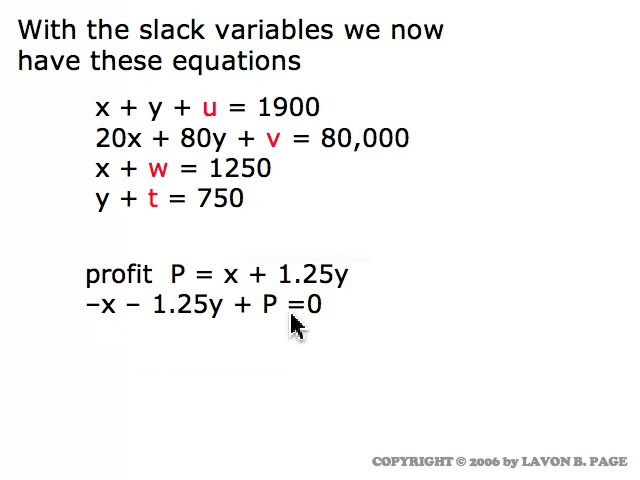 With the slack variables we now
have these equations
x + y + u = 1900
20x + 80y + v = 80,000
x + w = 1250
y + t = 750
profit  P = x + 1.25y
–x – 1.25y + P =0
COPYRIGHT © 2006 by LAVON B. PAGE